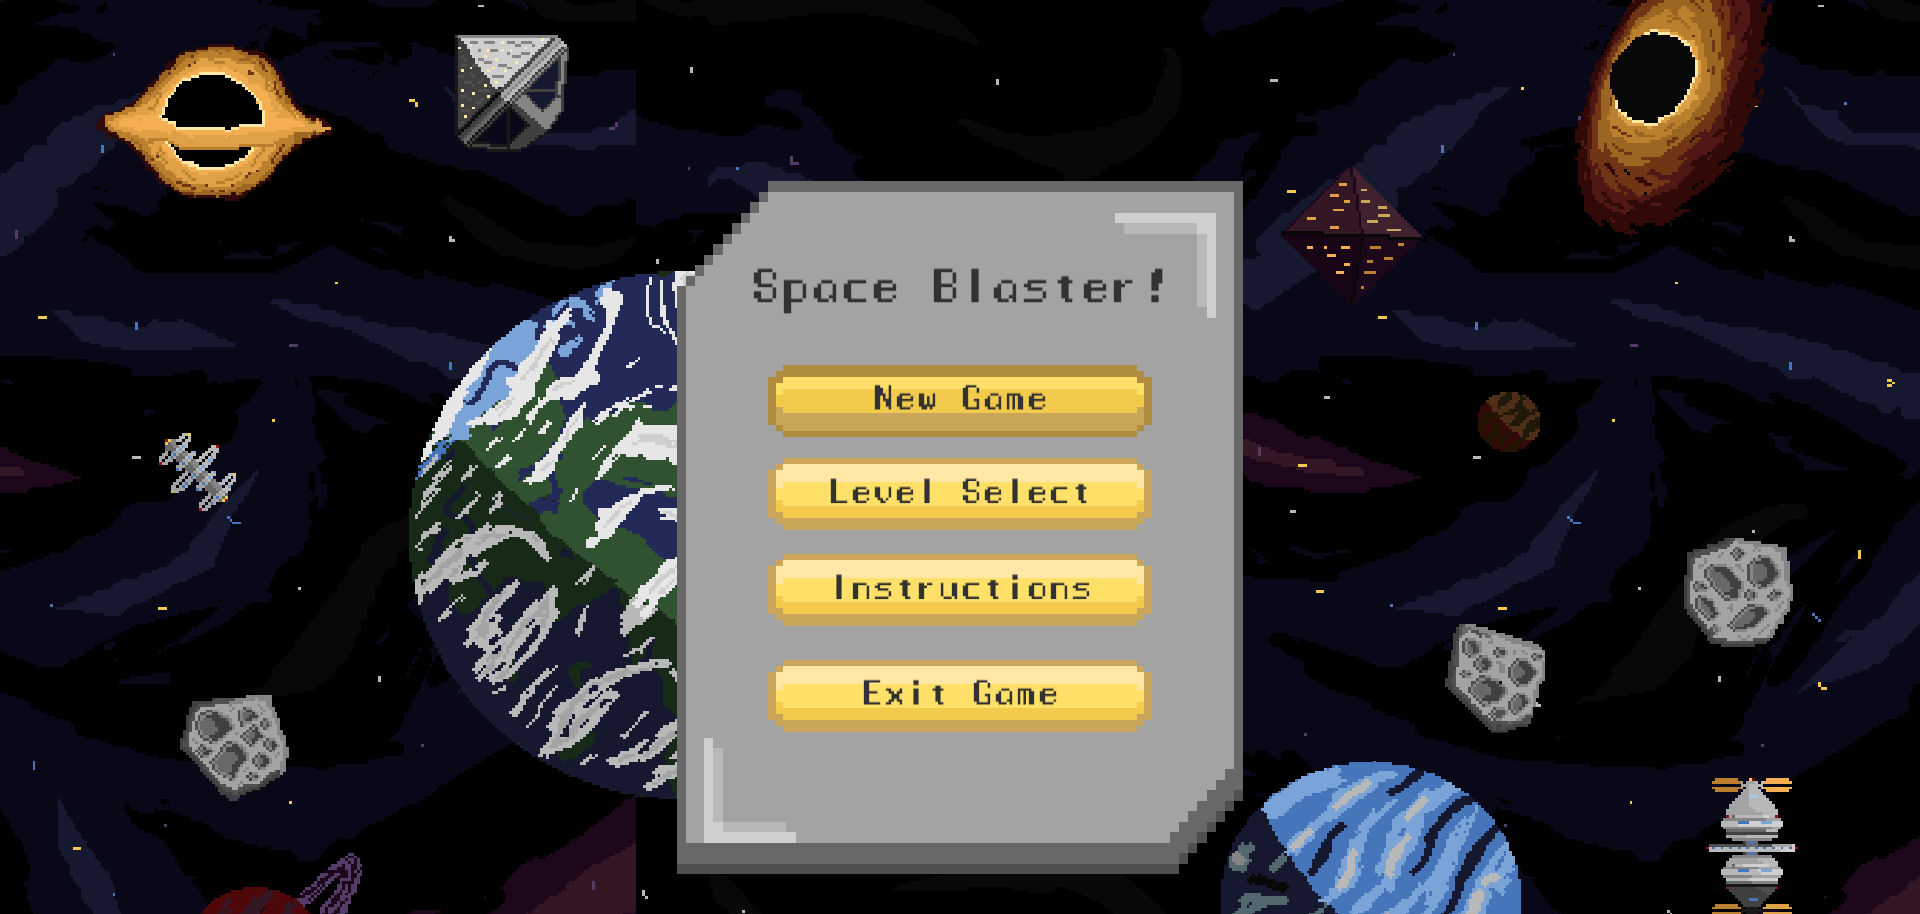 Space Blaster!
New Game
Level Select
Instructions
Exit Game